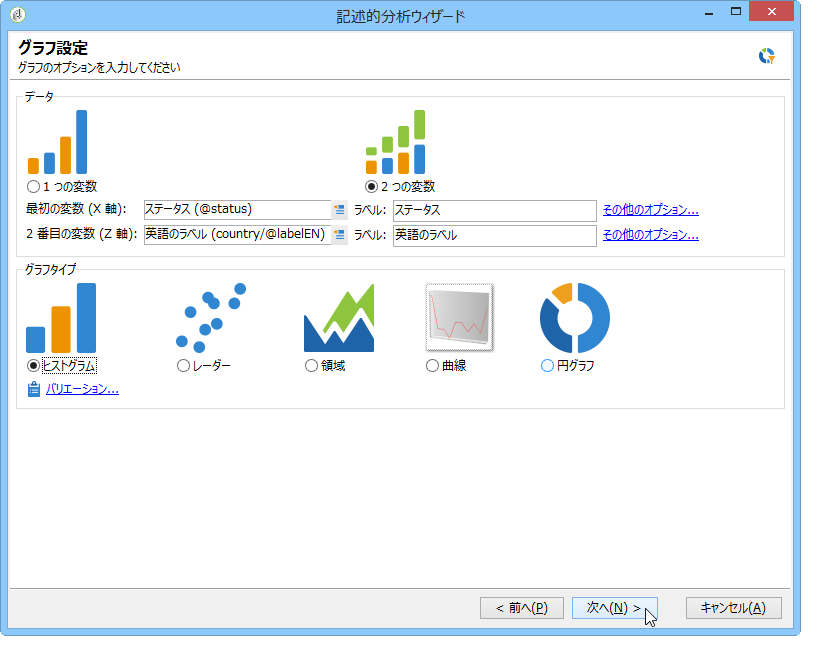 記述的分析ウィザード
グラフ設定
グラフのオプションを入力してください
データ
1 つの変数
2 つの変数
最初の変数 (X 軸): ステータス (@status) ラベル: ステータス その他のオプション...
2 番目の変数 (Z 軸): 英語のラベル (country/@labelEN) ラベル: 英語のラベル その他のオプション...
グラフタイプ
ヒストグラム
レーダー
領域
曲線
円グラフ
バリエーション...
< 前へ(P)
次へ(N) >
キャンセル(A)